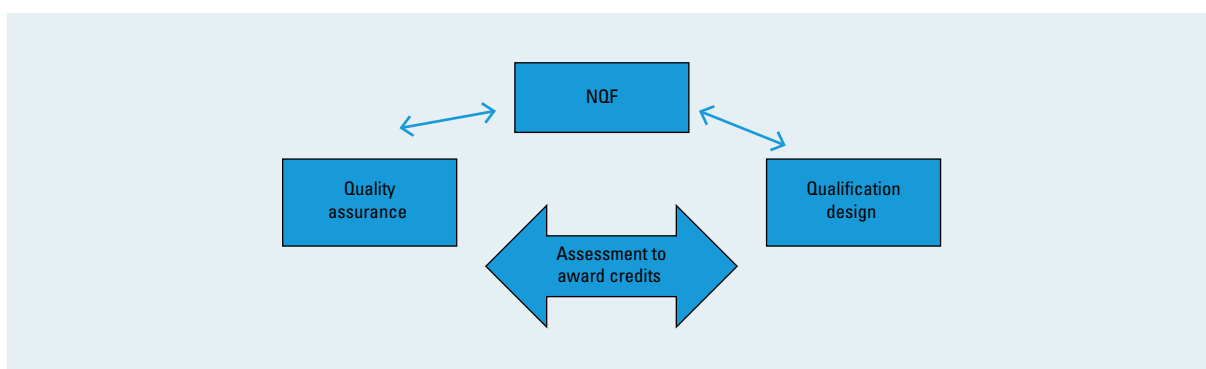 NQF
Quality
assurance
Qualification
design
Assessment to
award credits